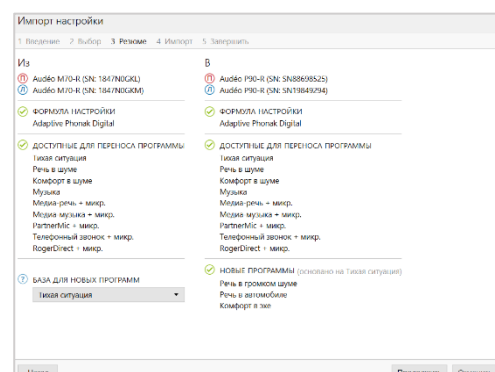 Импорт настройки
1 Введение 2 Выбор 3 Резюме 4 Импорт 5 Завершить
Из
П Audéo M70-R (SN: 1847N0GKL)
Л Audéo M70-R (SN: 1847N0GKM)
ФОРМУЛА НАСТРОЙКИ
Adaptive Phonak Digital
ДОСТУПНЫЕ ДЛЯ ПЕРЕНОСА ПРОГРАММЫ
Тихая ситуация
Речь в шуме
Комфорт в шуме
Музыка
Медиа-речь + микр.
Медиа музыка + микр.
PartnerMic + микр.
Телефонный звонок + микр.
RogerDirect + микр.
? БАЗА ДЛЯ НОВЫХ ПРОГРАММ
Тихая ситуация
В
П Audéo P90-R (SN: SN88698525)
Л Audéo P90-R (SN: SN19849294)
ФОРМУЛА НАСТРОЙКИ
Adaptive Phonak Digital
ДОСТУПНЫЕ ДЛЯ ПЕРЕНОСА ПРОГРАММЫ
Тихая ситуация
Речь в шуме
Комфорт в шуме
Музыка
Медиа-речь + микр.
Медиа музыка + микр.
PartnerMic + микр.
Телефонный звонок + микр.
RogerDirect + микр.
НОВЫЕ ПРОГРАММЫ (основано на Тихая ситуация)
Речь в громком шуме
Речь в автомобиле
Комфорт в эхе